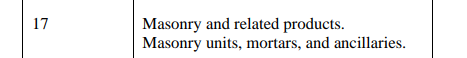 17 Masonry and related products.
Masonry units, mortars, and ancillaries.